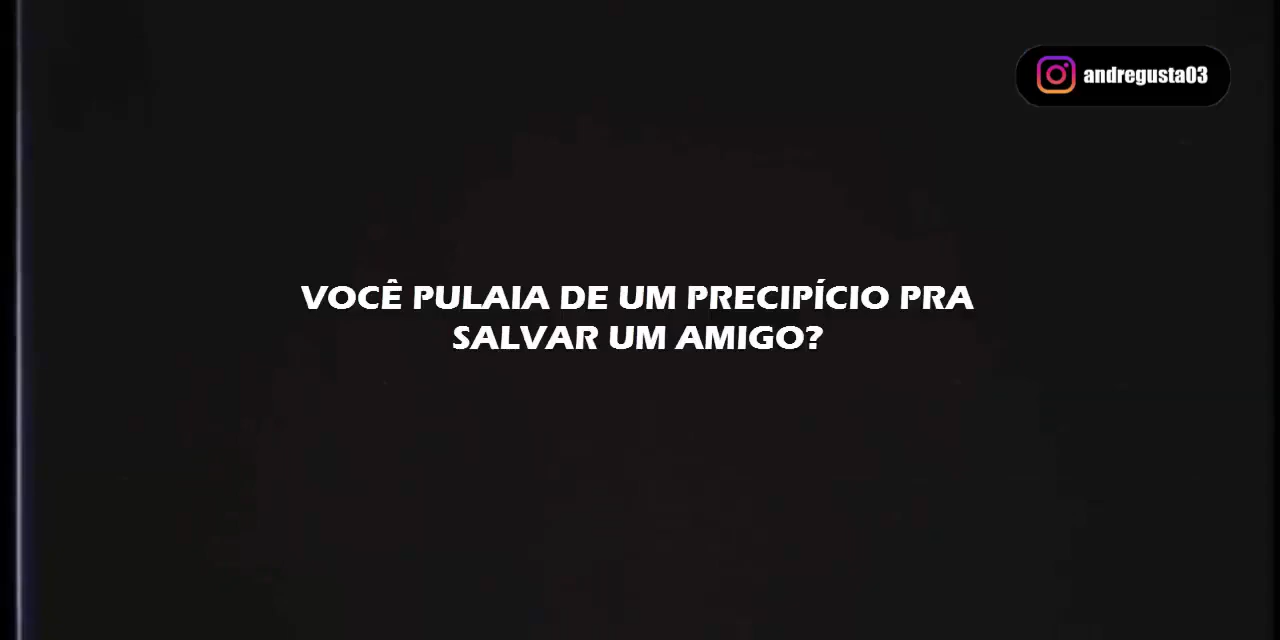 andregusta03
VOCÊ PULAIA DE UM PRECIPÍCIO PRA
SALVAR UM AMIGO?